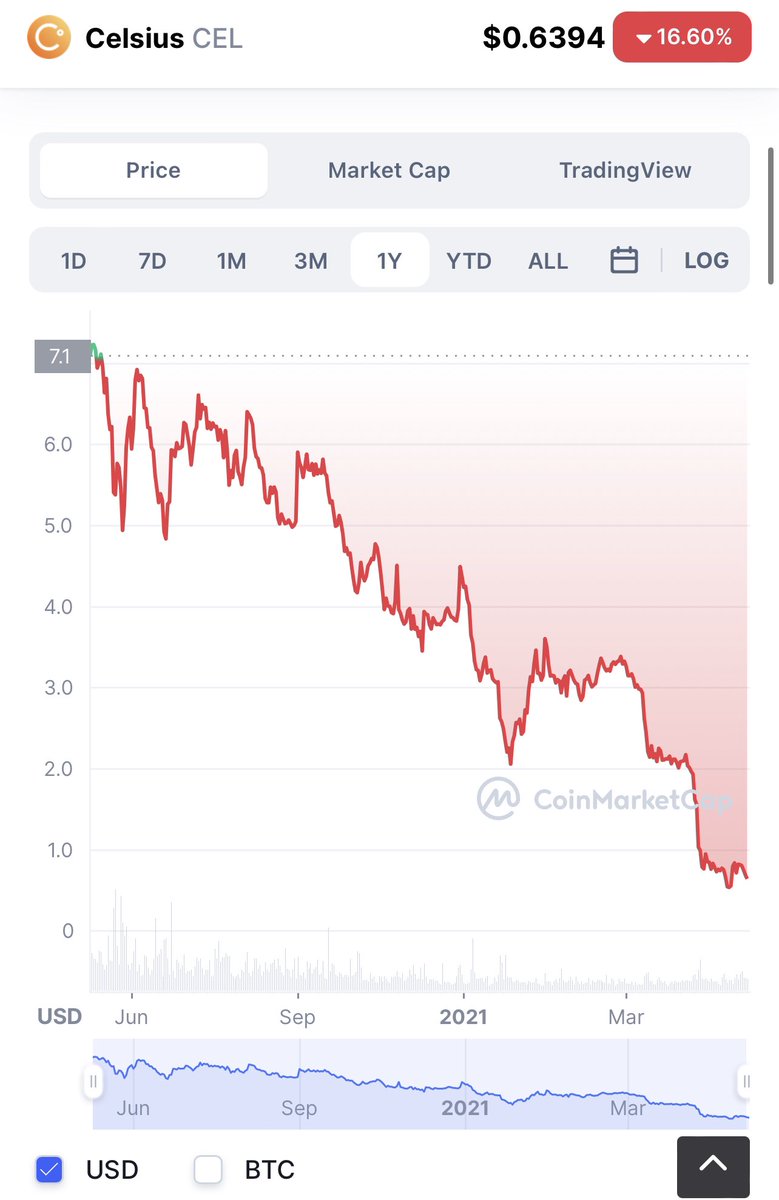 Celsius CEL $0.6394 16.60%
Price Market Cap TradingView
1D 7D 1M 3M 1Y YTD ALL LOG
7.1
6.0
5.0
4.0
3.0
2.0
CoinMarketCap
1.0
0
USD Jun Sep 2021 Mar
Jun Sep 2021 Mar
USD BTC